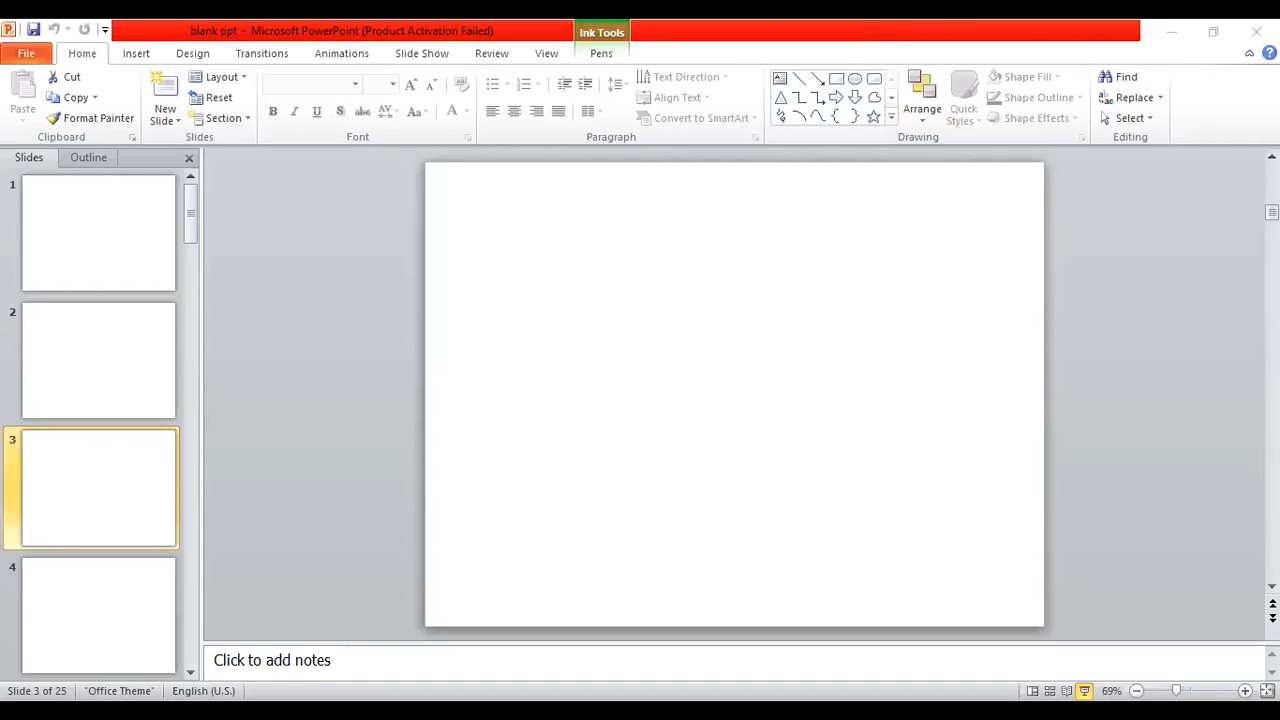 blank ppt - Microsoft PowerPoint (Product Activation Failed)
Ink Tools
File
Home
Insert
Design
Transitions
Animations
Slide Show
Review
View
Pens
Paste
Cut
Copy
Format Painter
Clipboard
New Slide
Layout
Reset
Section
Slides
Font
Text Direction
Align Text
Convert to SmartArt
Paragraph
Arrange
Quick Styles
Shape Fill
Shape Outline
Shape Effects
Drawing
Find
Replace
Select
Editing
Slides
Outline
1
2
3
4
Click to add notes
Slide 3 of 25
"Office Theme"
English (U.S.)
69%